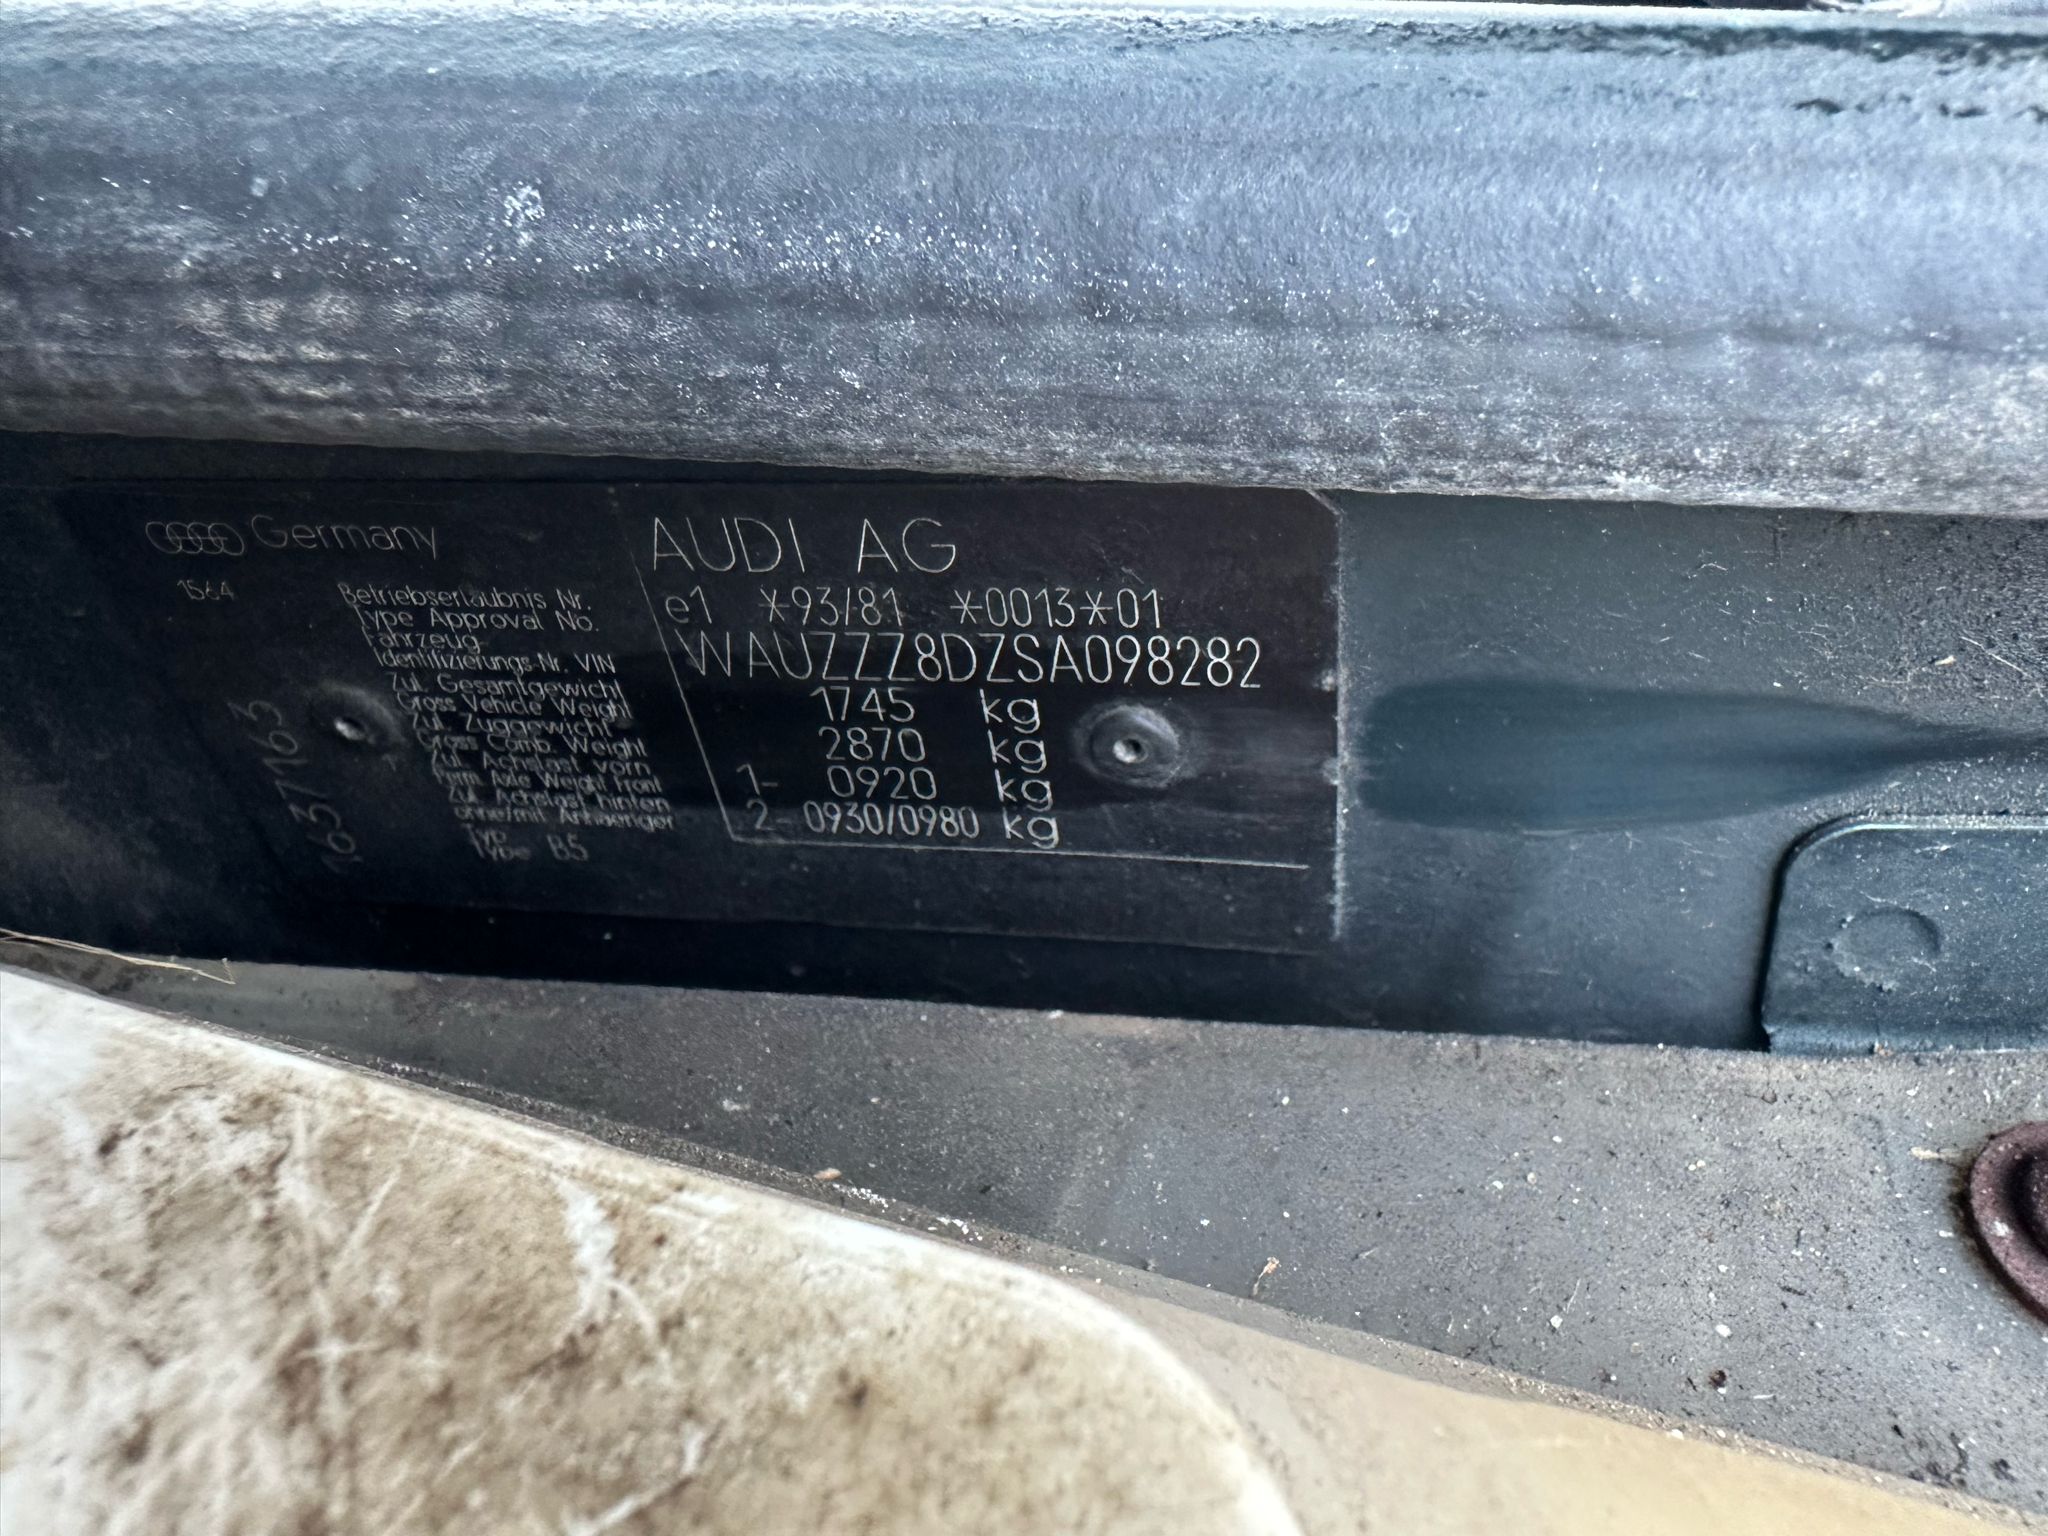 Germany
1564
AUDI AG
Betriebserlaubnis Nr.
Type Approval No.
e1 *93/81 *0013*01
Fahrzeug
Identifizierungs-Nr. VIN
WAUZZZ8DZSA098282
Zul. Gesamtgewicht
Gross Vehicle Weight
1745 kg
Zul. Zuggewicht
Gross Comb. Weight
2870 kg
Zul. Achslast vorn
Perm Axle Weight Front
1- 0920 kg
Zul. Achslast hinten
ohne/mit Anhaenger
2- 0930/0980 kg
Typ
Type B5
1637163